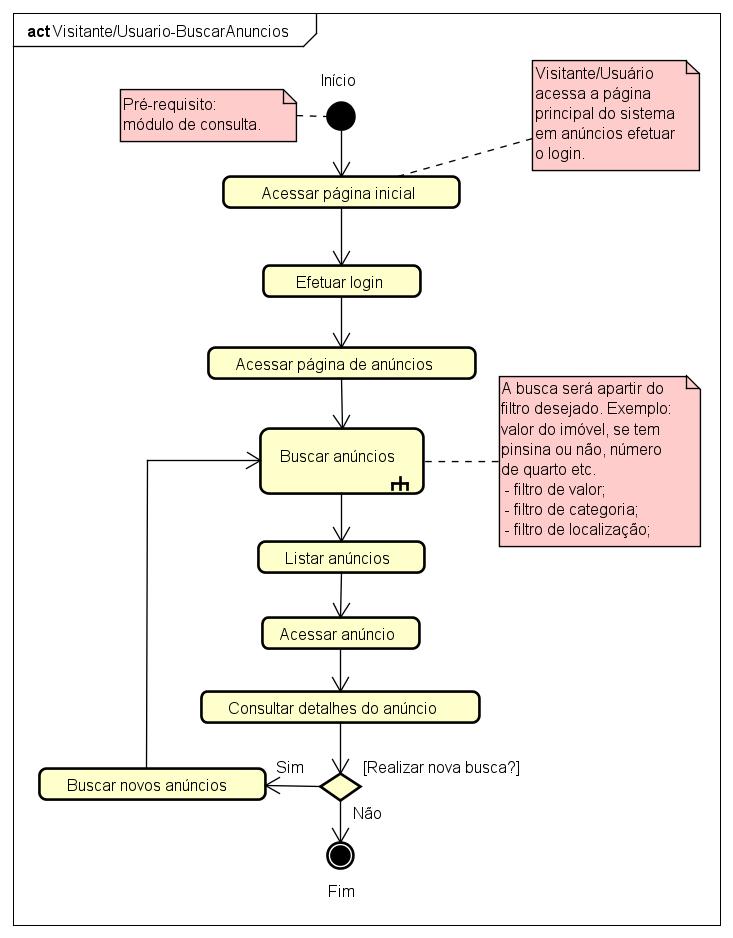 act Visitante/Usuario-BuscarAnuncios
Início
Pré-requisito:
módulo de consulta.
Visitante/Usuário
acessa a página
principal do sistema
em anúncios efetuar
o login.
Acessar página inicial
Efetuar login
Acessar página de anúncios
A busca será apartir do
filtro desejado. Exemplo:
valor do imóvel, se tem
pinsina ou não, número
de quarto etc.
- filtro de valor;
- filtro de categoria;
- filtro de localização;
Buscar anúncios
Listar anúncios
Acessar anúncio
Consultar detalhes do anúncio
Sim
[Realizar nova busca?]
Buscar novos anúncios
Não
Fim